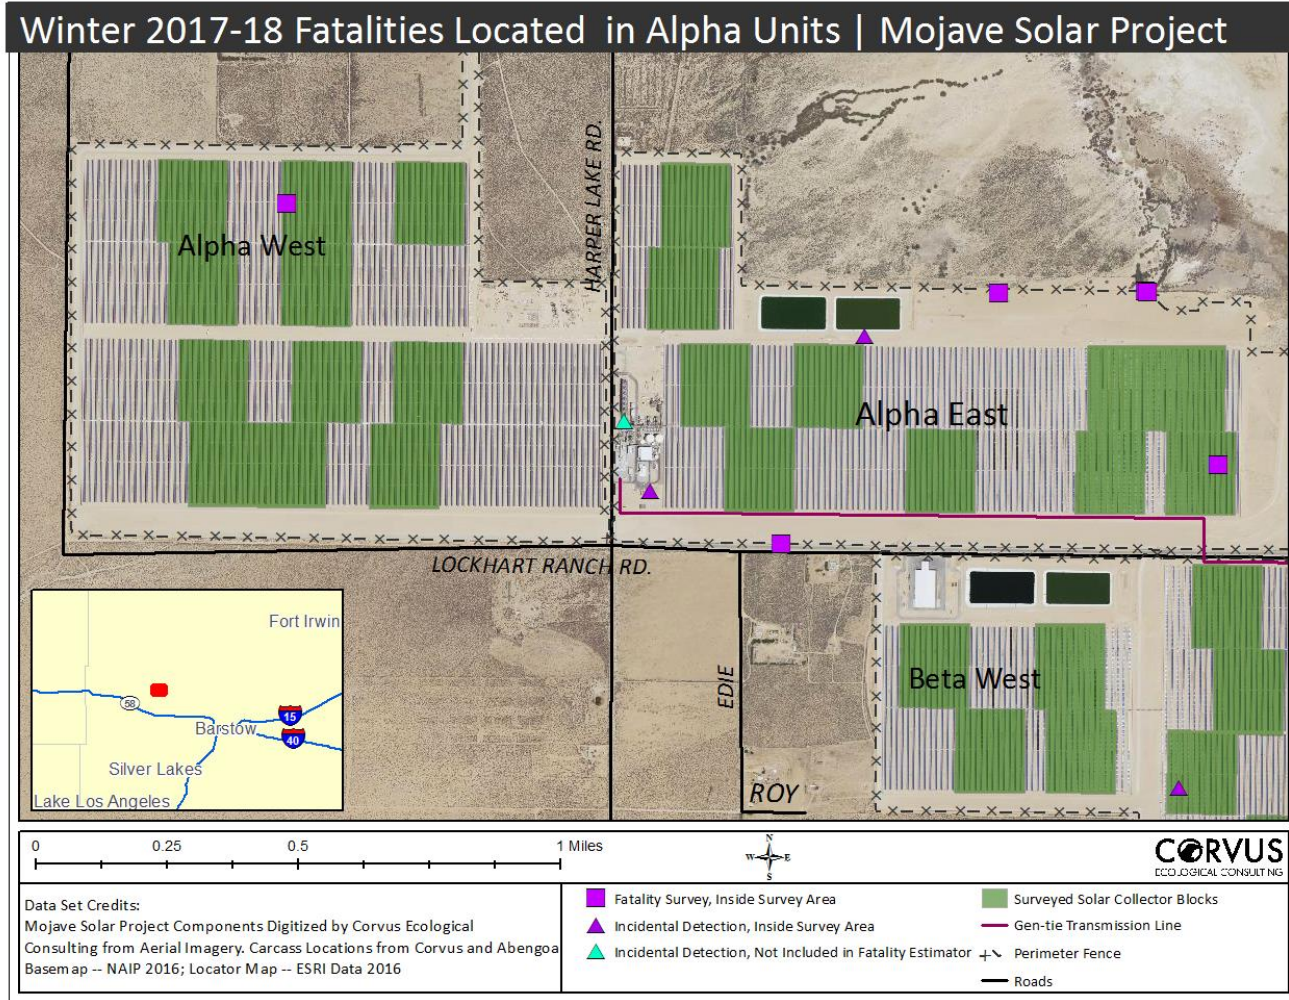 Winter 2017-18 Fatalities Located in Alpha Units | Mojave Solar Project
HARPER LAKE RD.
Alpha West
Alpha East
LOCKHART RANCH RD.
EDIE
Beta West
ROY
Fort Irwin
58
15
Barstow
40
Silver Lakes
Lake Los Angeles
0 0.25 0.5 1 Miles
N
W E
S
CORVUS
ECOLOGICAL CONSULTING
Data Set Credits:
Mojave Solar Project Components Digitized by Corvus Ecological
Consulting from Aerial Imagery. Carcass Locations from Corvus and Abengoa
Basemap -- NAIP 2016; Locator Map -- ESRI Data 2016
Fatality Survey, Inside Survey Area
Incidental Detection, Inside Survey Area
Incidental Detection, Not Included in Fatality Estimator
Surveyed Solar Collector Blocks
Gen-tie Transmission Line
Perimeter Fence
Roads